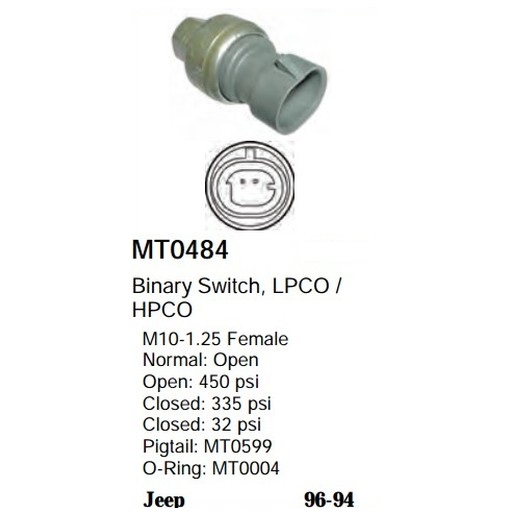 MT0484
Binary Switch, LPCO /
HPCO
M10-1.25 Female
Normal: Open
Open: 450 psi
Closed: 335 psi
Closed: 32 psi
Pigtail: MT0599
O-Ring: MT0004
Jeep 96-94